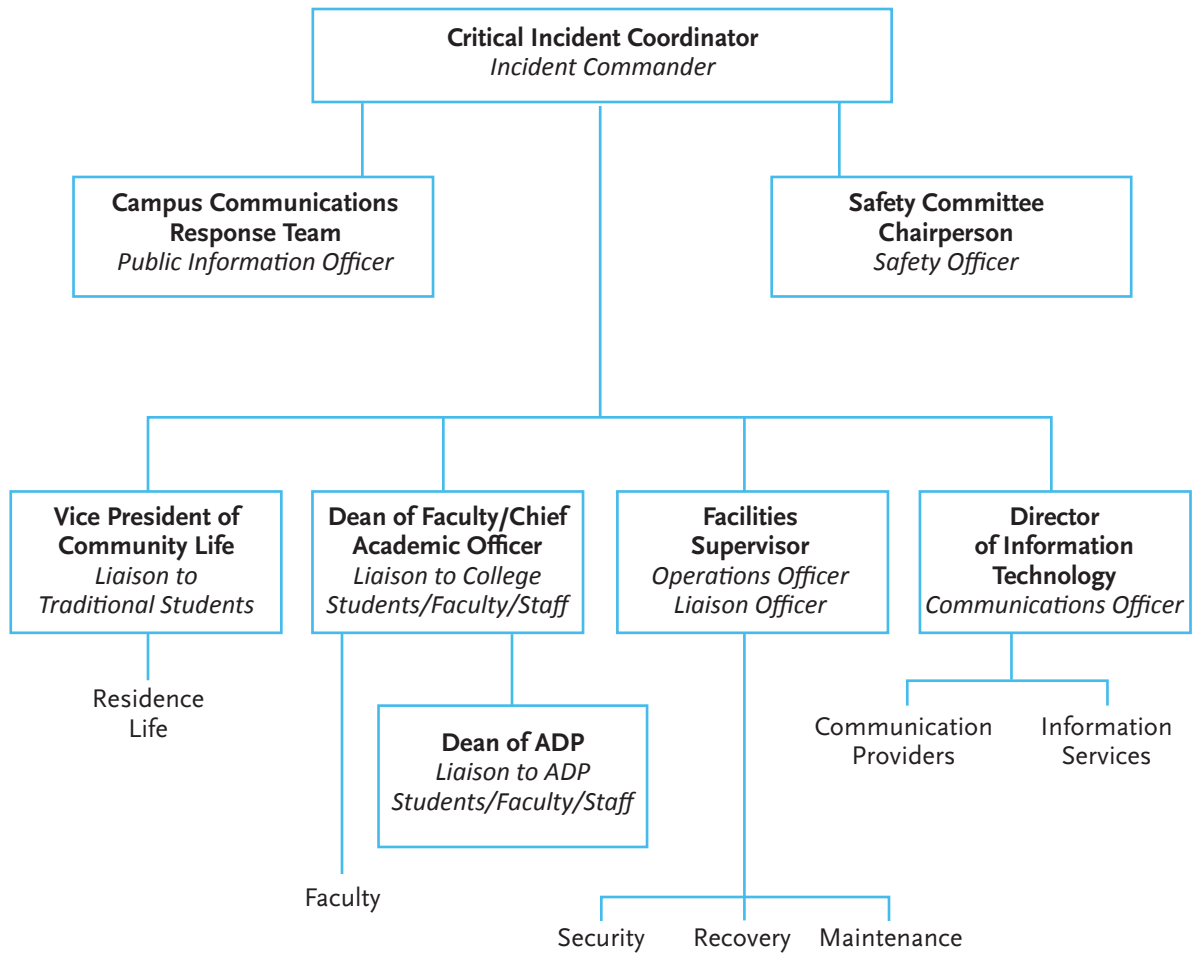 Critical Incident Coordinator
Incident Commander
Campus Communications
Response Team
Public Information Officer
Safety Committee
Chairperson
Safety Officer
Vice President of
Community Life
Liaison to
Traditional Students
Dean of Faculty/Chief
Academic Officer
Liaison to College
Students/Faculty/Staff
Facilities
Supervisor
Operations Officer
Liaison Officer
Director
of Information
Technology
Communications Officer
Residence
Life
Dean of ADP
Liaison to ADP
Students/Faculty/Staff
Communication
Providers
Information
Services
Faculty
Security
Recovery
Maintenance